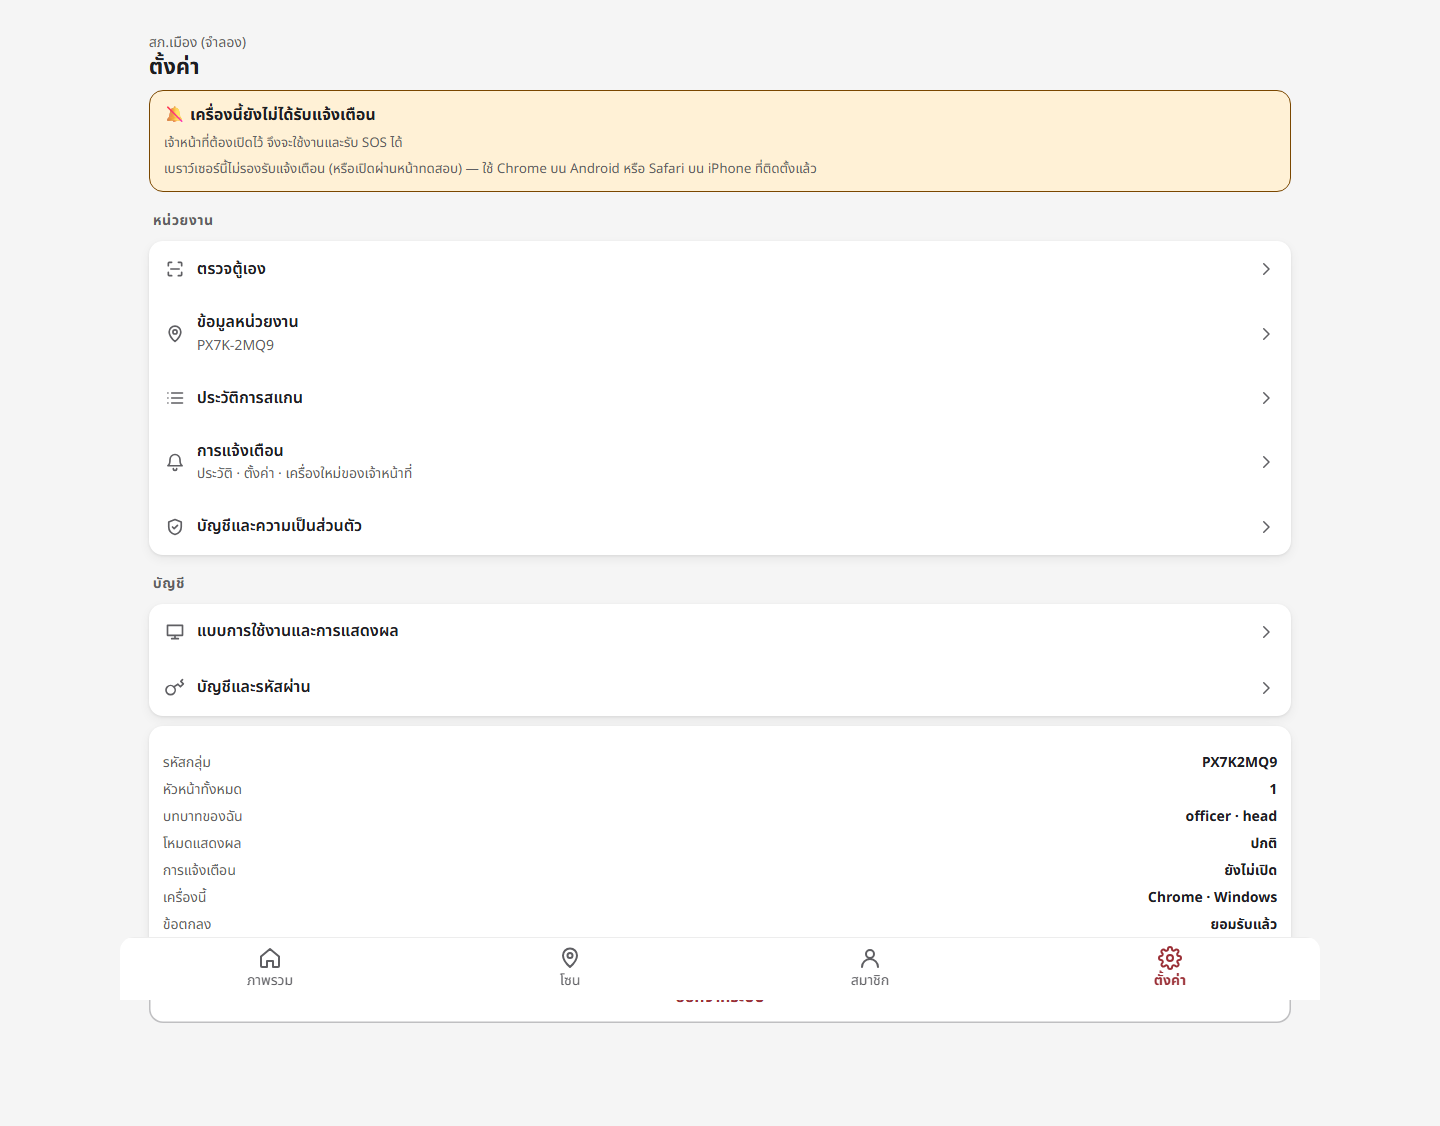 สภ.เมือง (จำลอง)
ตั้งค่า
เครื่องนี้ยังไม่ได้รับแจ้งเตือน
เจ้าหน้าที่ต้องเปิดไว้ จึงจะใช้งานและรับ SOS ได้
เบราว์เซอร์นี้ไม่รองรับแจ้งเตือน (หรือเปิดผ่านหน้าทดสอบ) — ใช้ Chrome บน Android หรือ Safari บน iPhone ที่ติดตั้งแล้ว
หน่วยงาน
ตรวจตู้เอง
ข้อมูลหน่วยงาน
PX7K-2MQ9
ประวัติการสแกน
การแจ้งเตือน
ประวัติ · ตั้งค่า · เครื่องใหม่ของเจ้าหน้าที่
บัญชีและความเป็นส่วนตัว
บัญชี
แบบการใช้งานและการแสดงผล
บัญชีและรหัสผ่าน
รหัสกลุ่ม PX7K2MQ9
หัวหน้าทั้งหมด 1
บทบาทของฉัน officer · head
โหมดแสดงผล ปกติ
การแจ้งเตือน ยังไม่เปิด
เครื่องนี้ Chrome · Windows
ข้อตกลง ยอมรับแล้ว
ภาพรวม โซน สมาชิก ตั้งค่า